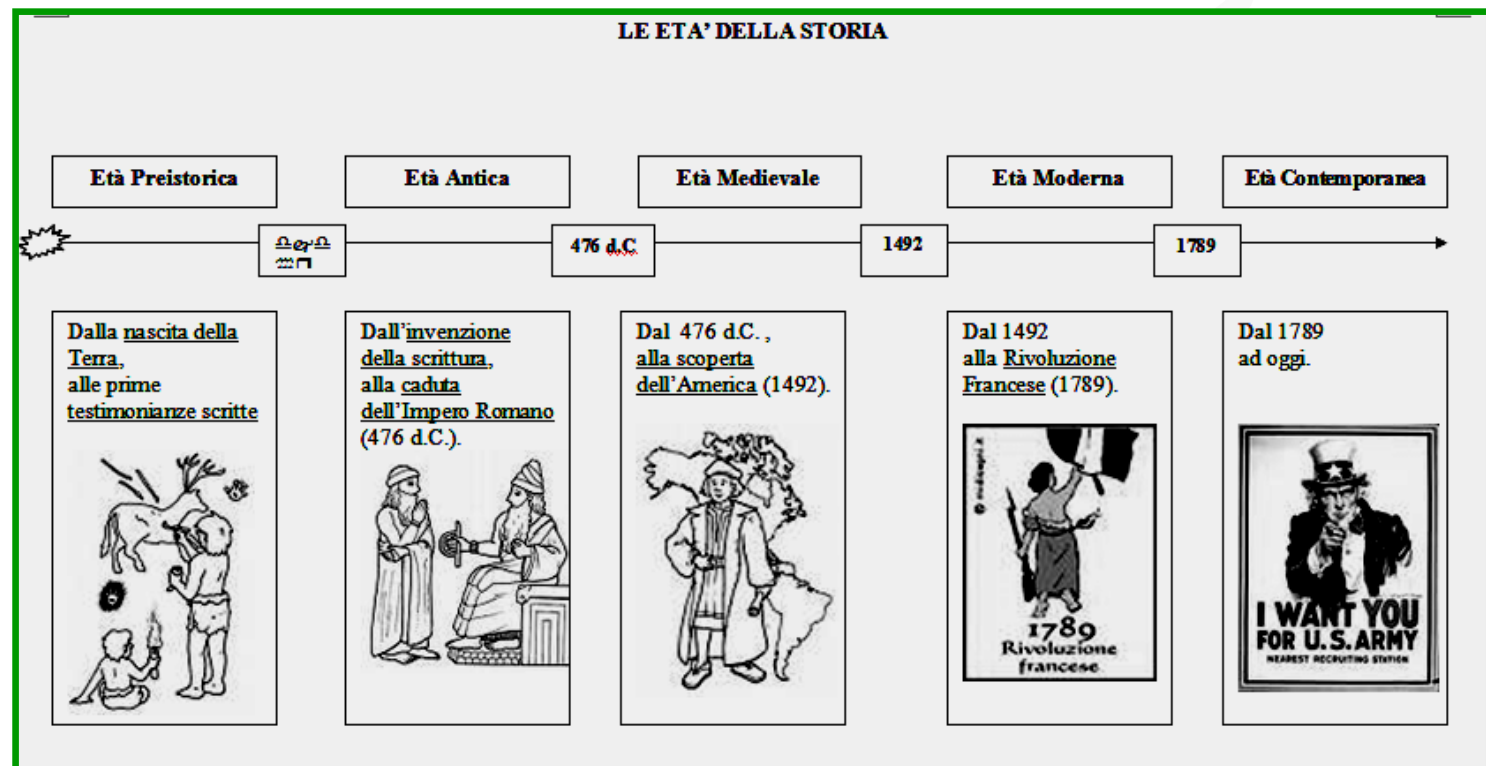 LE ETA' DELLA STORIA
Età Preistorica
Età Antica
Età Medievale
Età Moderna
Età Contemporanea
476 d.C
1492
1789
Dalla nascita della
Terra,
alle prime
testimonianze scritte
Dall'invenzione
della scrittura,
alla caduta
dell'Impero Romano
(476 d.C.).
Dal 476 d.C. ,
alla scoperta
dell'America (1492).
Dal 1492
alla Rivoluzione
Francese (1789).
© midisegni.it
1789
Rivoluzione
francese
Dal 1789
ad oggi.
I WANT YOU
FOR U.S. ARMY
NEAREST RECRUITING STATION